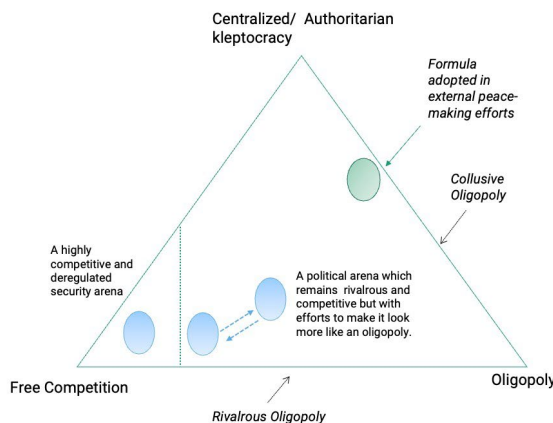 Centralized/ Authoritarian
kleptocracy
Formula
adopted in
external peace-
making efforts
Collusive
Oligopoly
A highly
competitive and
deregulated
security arena
A political arena which
remains rivalrous and
competitive but with
efforts to make it look
more like an oligopoly.
Free Competition
Oligopoly
Rivalrous Oligopoly